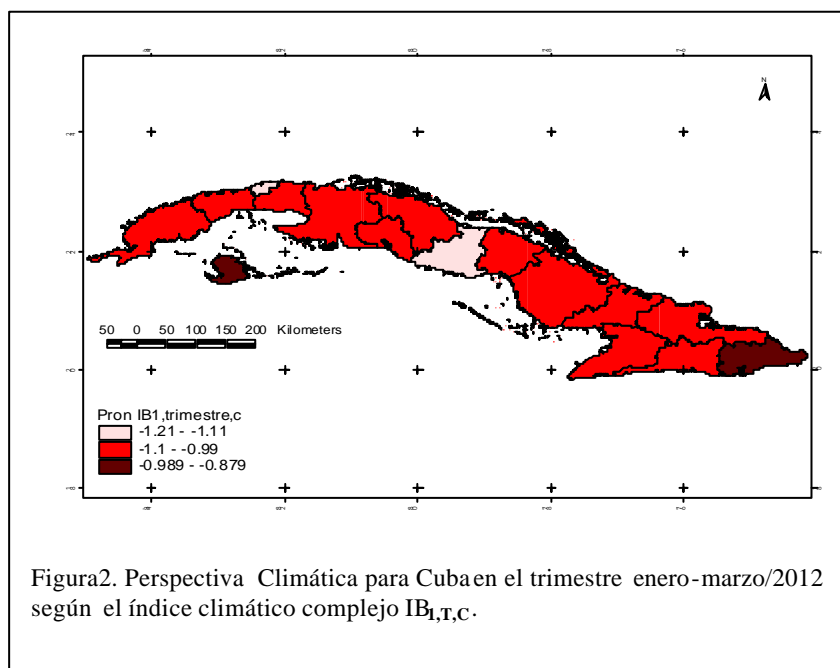 N
50 0 50 100 150 200 Kilometers
Pron IB1,trimestre,c
-1.21 - -1.11
-1.1 - -0.99
-0.989 - -0.879
Figura2. Perspectiva Climática para Cuba en el trimestre enero-marzo/2012
según el índice climático complejo IB1,T,C.